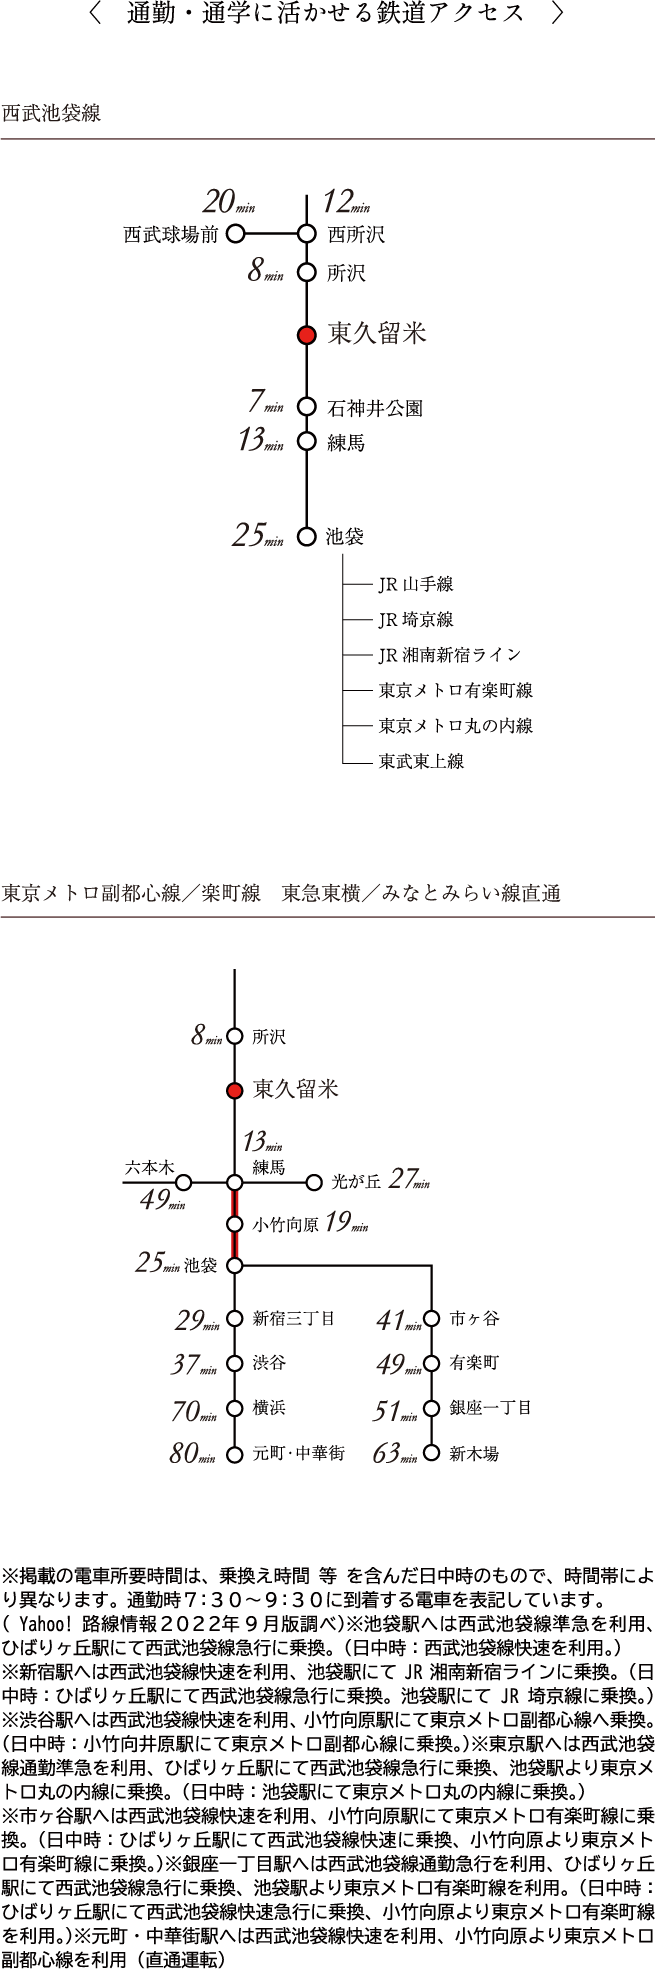 〈　通勤・通学に活かせる鉄道アクセス　〉
西武池袋線
20min 12min
西武球場前 西所沢
8min 所沢
東久留米
7min 石神井公園
13min 練馬
25min 池袋
JR 山手線
JR 埼京線
JR 湘南新宿ライン
東京メトロ有楽町線
東京メトロ丸の内線
東武東上線
東京メトロ副都心線／楽町線　東急東横／みなとみらい線直通
8min 所沢
東久留米
13min
六本木 練馬
49min 光が丘 27min
小竹向原 19min
25min 池袋
29min 新宿三丁目 41min 市ヶ谷
37min 渋谷 49min 有楽町
70min 横浜 51min 銀座一丁目
80min 元町・中華街 63min 新木場
※掲載の電車所要時間は、乗換え時間 等 を含んだ日中時のもので、時間帯によ
り異なります。通勤時７:３０～９:３０に到着する電車を表記しています。
( Yahoo! 路線情報２０２２年９月版調べ)※池袋駅へは西武池袋線準急を利用、
ひばりヶ丘駅にて西武池袋線急行に乗換。（日中時：西武池袋線快速を利用。）
※新宿駅へは西武池袋線快速を利用、池袋駅にて JR 湘南新宿ラインに乗換。（日
中時：ひばりヶ丘駅にて西武池袋線急行に乗換。池袋駅にて JR 埼京線に乗換。）
※渋谷駅へは西武池袋線快速を利用、小竹向原駅にて東京メトロ副都心線へ乗換。
（日中時：小竹向井原駅にて東京メトロ副都心線に乗換。）※東京駅へは西武池袋
線通勤準急を利用、ひばりヶ丘駅にて西武池袋線急行に乗換、池袋駅より東京メ
トロ丸の内線に乗換。（日中時：池袋駅にて東京メトロ丸の内線に乗換。）
※市ヶ谷駅へは西武池袋線快速を利用、小竹向原駅にて東京メトロ有楽町線に乗
換。（日中時：ひばりヶ丘駅にて西武池袋線快速に乗換、小竹向原より東京メト
ロ有楽町線に乗換。）※銀座一丁目駅へは西武池袋線通勤急行を利用、ひばりヶ丘
駅にて西武池袋線急行に乗換、池袋駅より東京メトロ有楽町線を利用。（日中時：
ひばりヶ丘駅にて西武池袋線快速急行に乗換、小竹向原より東京メトロ有楽町線
を利用。）※元町・中華街駅へは西武池袋線快速を利用、小竹向原より東京メトロ
副都心線を利用（直通運転）